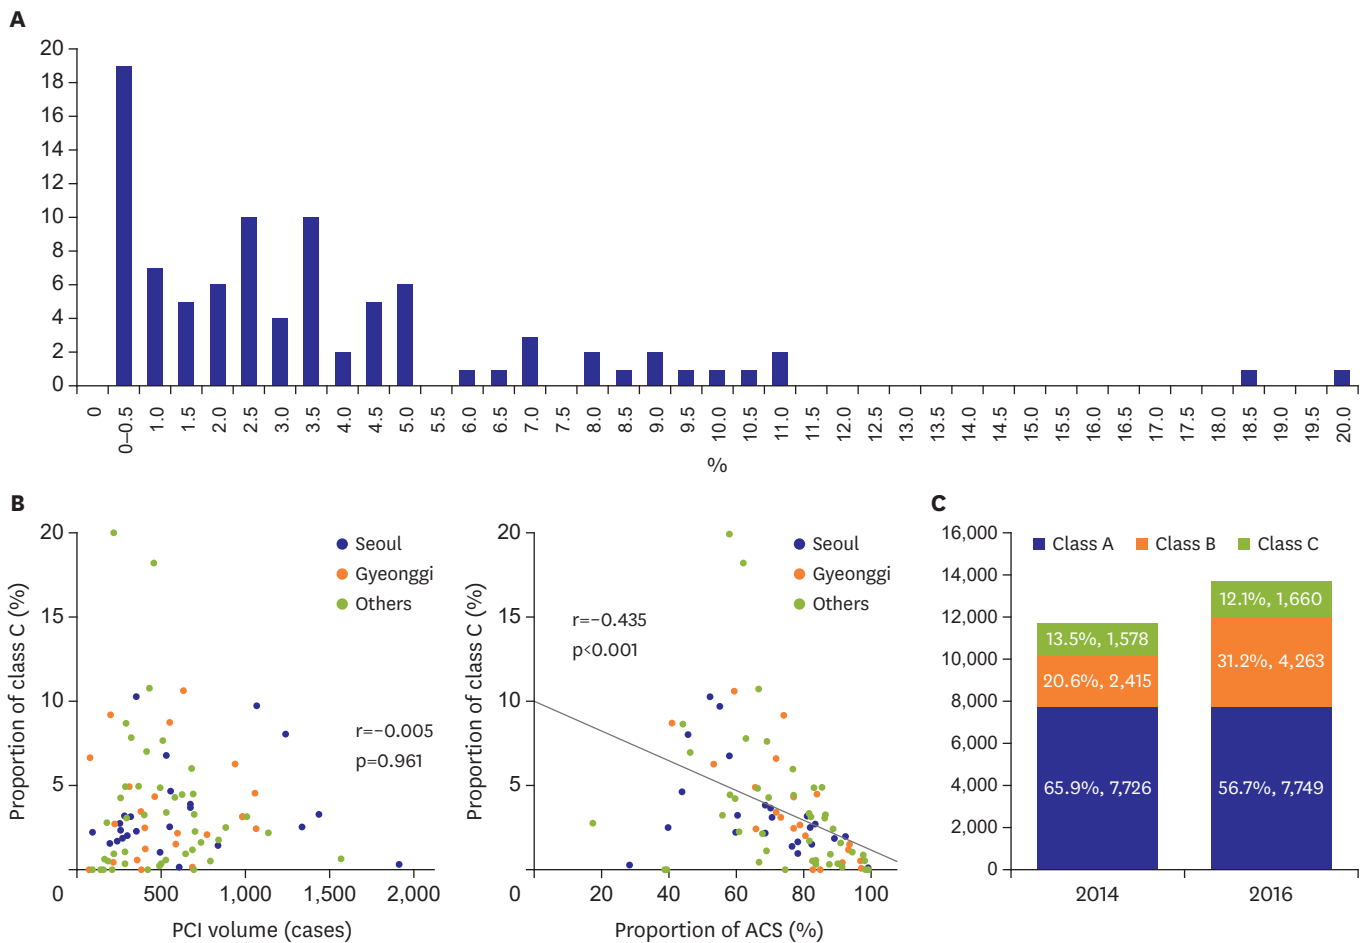 A
20
18
16
14
12
10
8
6
4
2
0
0 0–0.5 1.0 1.5 2.0 2.5 3.0 3.5 4.0 4.5 5.0 5.5 6.0 6.5 7.0 7.5 8.0 8.5 9.0 9.5 10.0 10.5 11.0 11.5 12.0 12.5 13.0 13.5 14.0 14.5 15.0 15.5 16.0 16.5 17.0 17.5 18.0 18.5 19.0 19.5 20.0
%
B
Proportion of class C (%)
20
15
10
5
0 500 1,000 1,500 2,000
PCI volume (cases)
Seoul
Gyeonggi
Others
r=−0.005
p=0.961
Proportion of class C (%)
20
15
10
5
0 20 40 60 80 100
Proportion of ACS (%)
Seoul
Gyeonggi
Others
r=−0.435
p<0.001
C
16,000
14,000
12,000
10,000
8,000
6,000
4,000
2,000
0
Class A Class B Class C
13.5%, 1,578
20.6%, 2,415
65.9%, 7,726
12.1%, 1,660
31.2%, 4,263
56.7%, 7,749
2014 2016